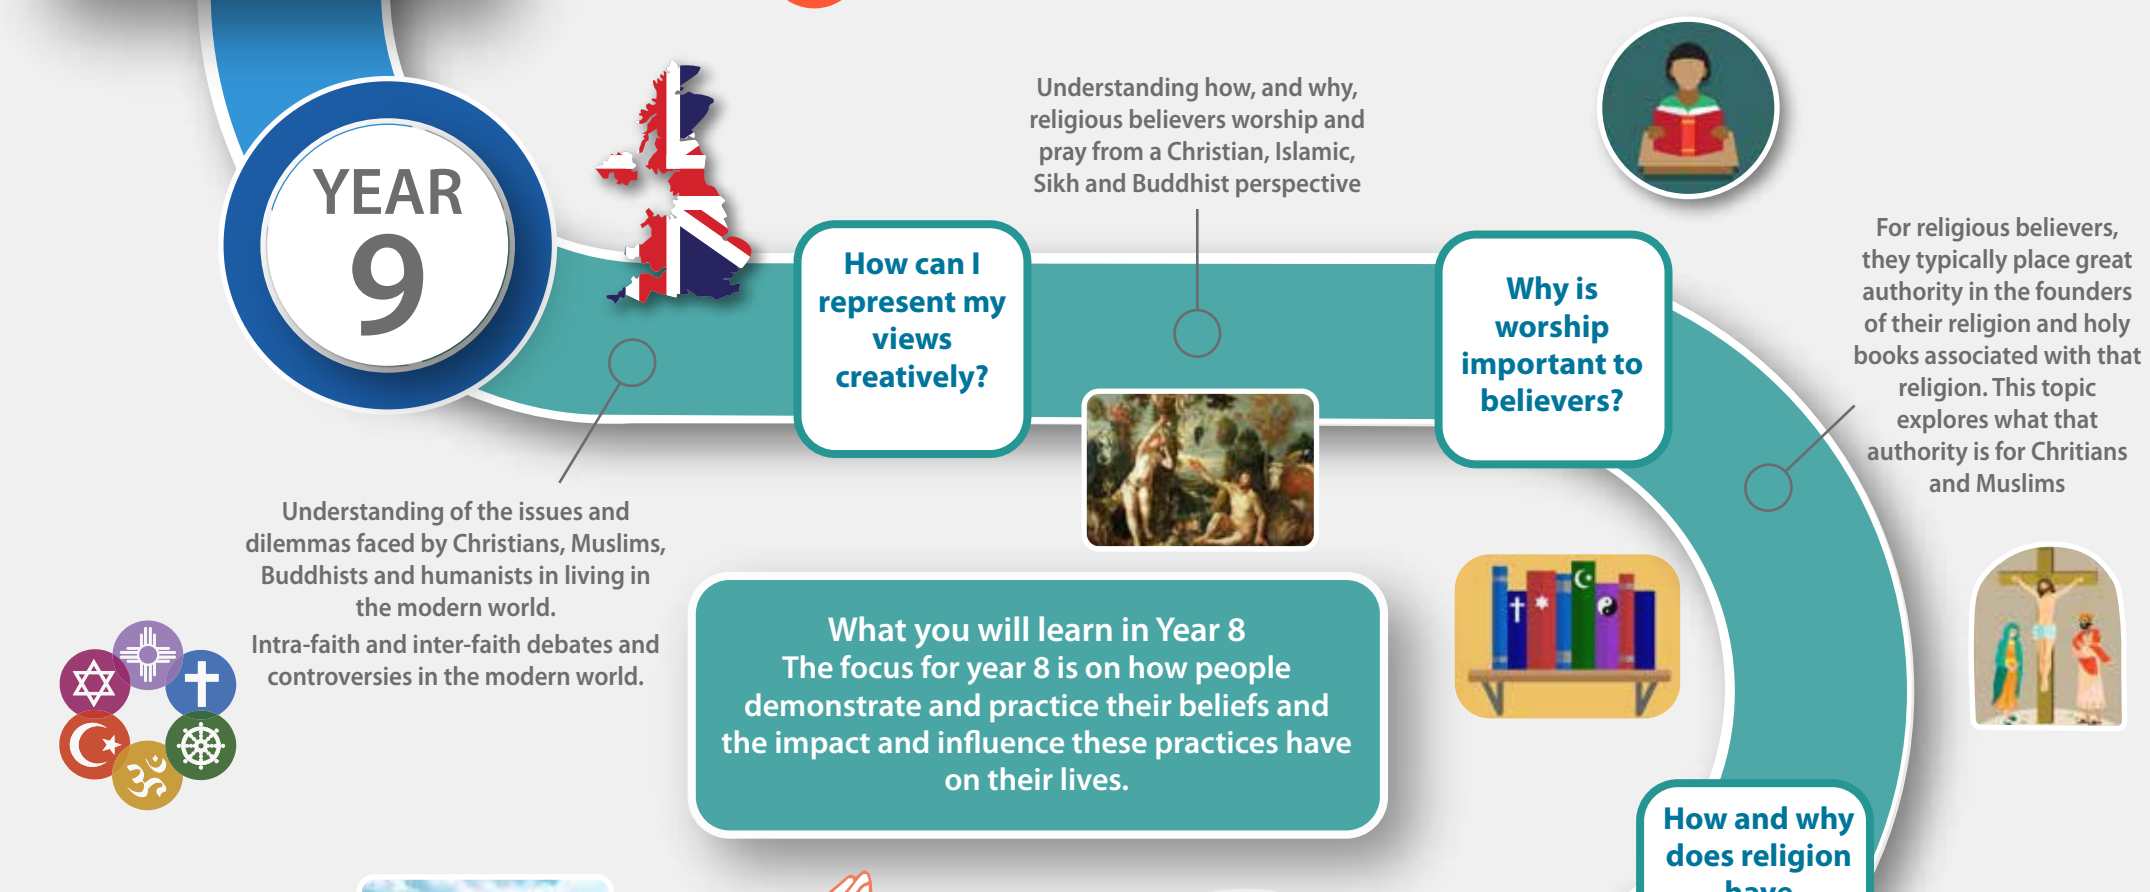 YEAR
9
Understanding how, and why,
religious believers worship and
pray from a Christian, Islamic,
Sikh and Buddhist perspective
How can I
represent my
views
creatively?
Why is
worship
important to
believers?
For religious believers,
they typically place great
authority in the founders
of their religion and holy
books associated with that
religion. This topic
explores what that
authority is for Chritians
and Muslims
Understanding of the issues and
dilemmas faced by Christians, Muslims,
Buddhists and humanists in living in
the modern world.
Intra-faith and inter-faith debates and
controversies in the modern world.
What you will learn in Year 8
The focus for year 8 is on how people
demonstrate and practice their beliefs and
the impact and influence these practices have
on their lives.
How and why
does religion
have